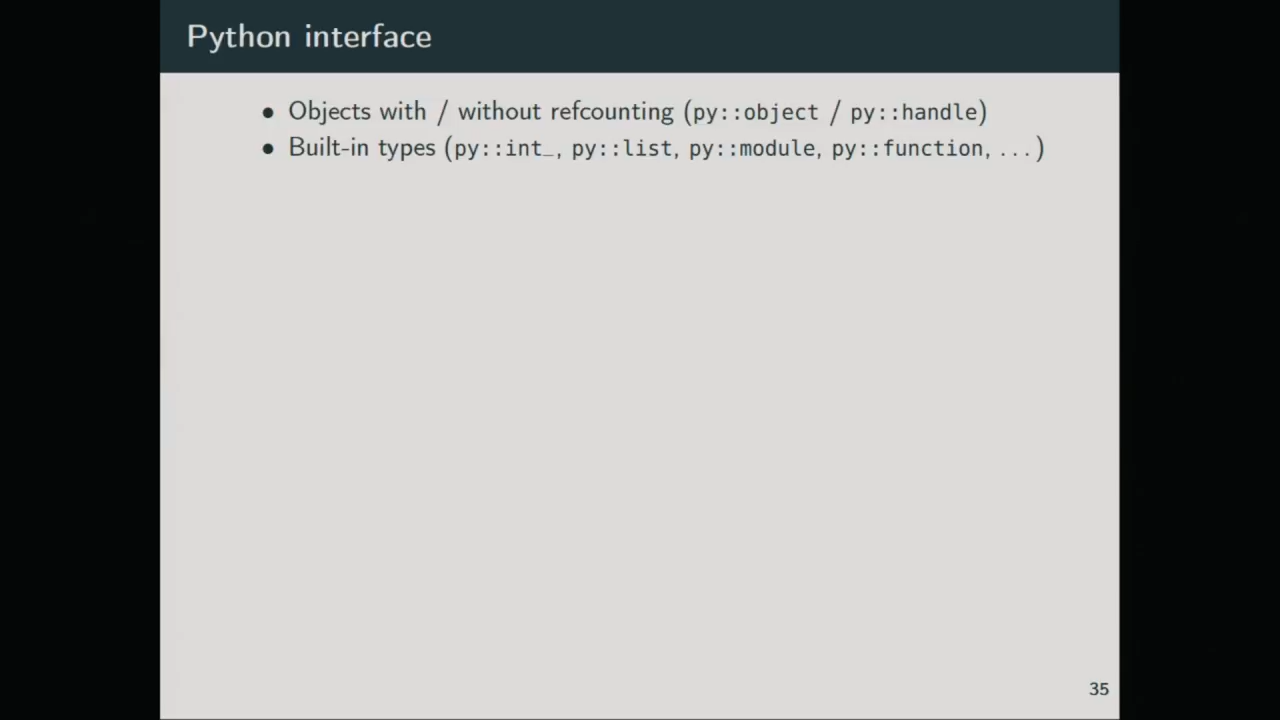 Python interface
• Objects with / without refcounting (py::object / py::handle)
• Built-in types (py::int_, py::list, py::module, py::function, ...)
35